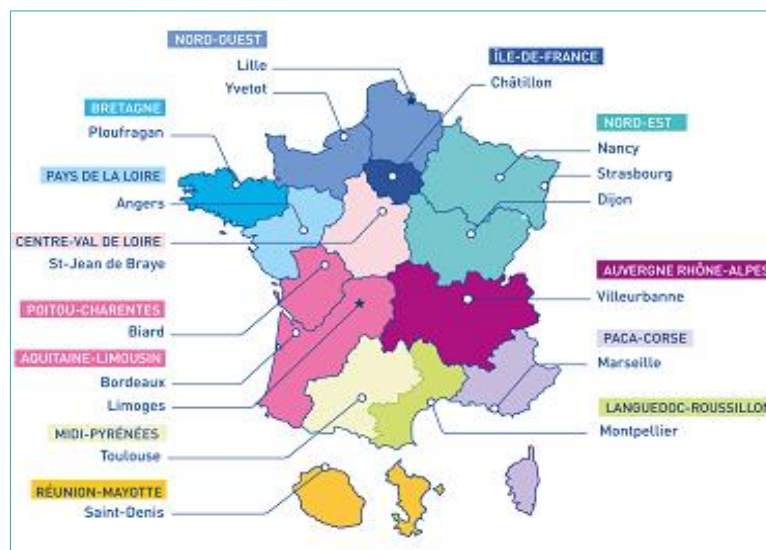 NORD-OUEST
Lille
Yvetot
BRETAGNE
Ploufragan
PAYS DE LA LOIRE
Angers
CENTRE-VAL DE LOIRE
St-Jean de Braye
POITOU-CHARENTES
Biard
AQUITAINE-LIMOUSIN
Bordeaux
Limoges
MIDI-PYRÉNÉES
Toulouse
RÉUNION-MAYOTTE
Saint-Denis
ÎLE-DE-FRANCE
Châtillon
NORD-EST
Nancy
Strasbourg
Dijon
AUVERGNE RHÔNE-ALPES
Villeurbanne
PACA-CORSE
Marseille
LANGUEDOC-ROUSSILLON
Montpellier